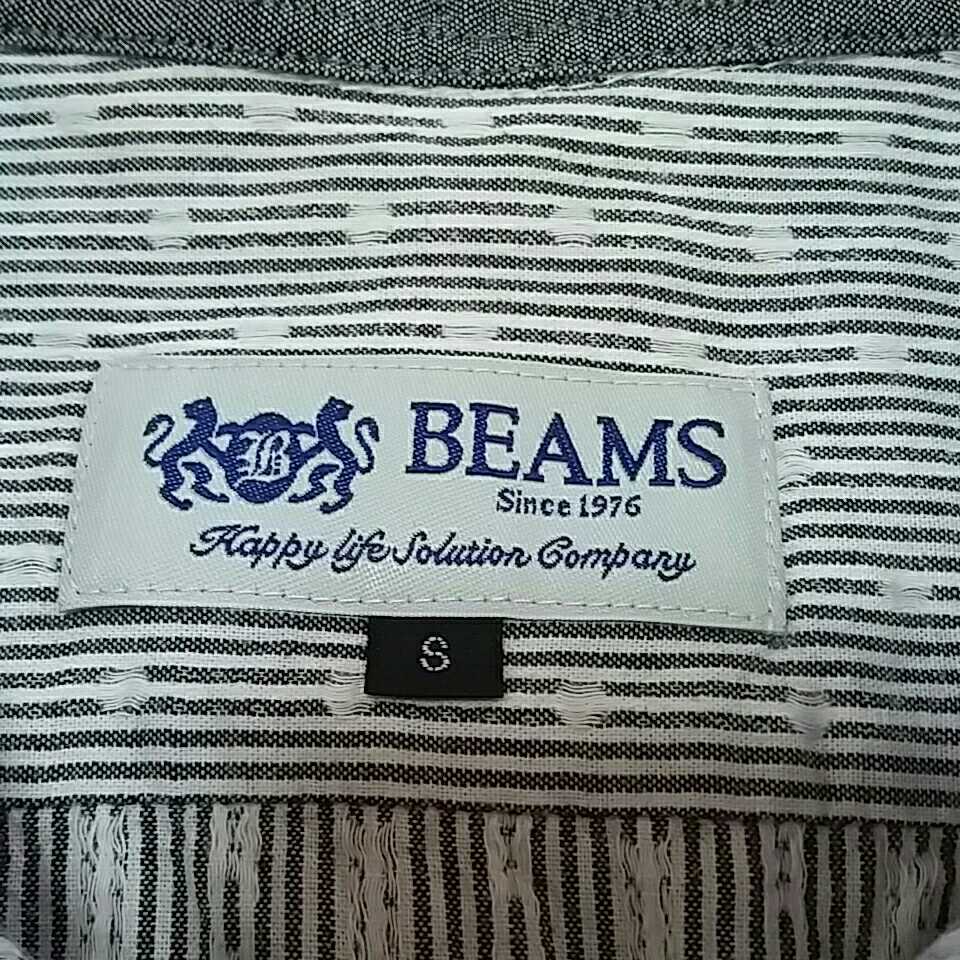 B
BEAMS
Since 1976
Happy life Solution Company
S